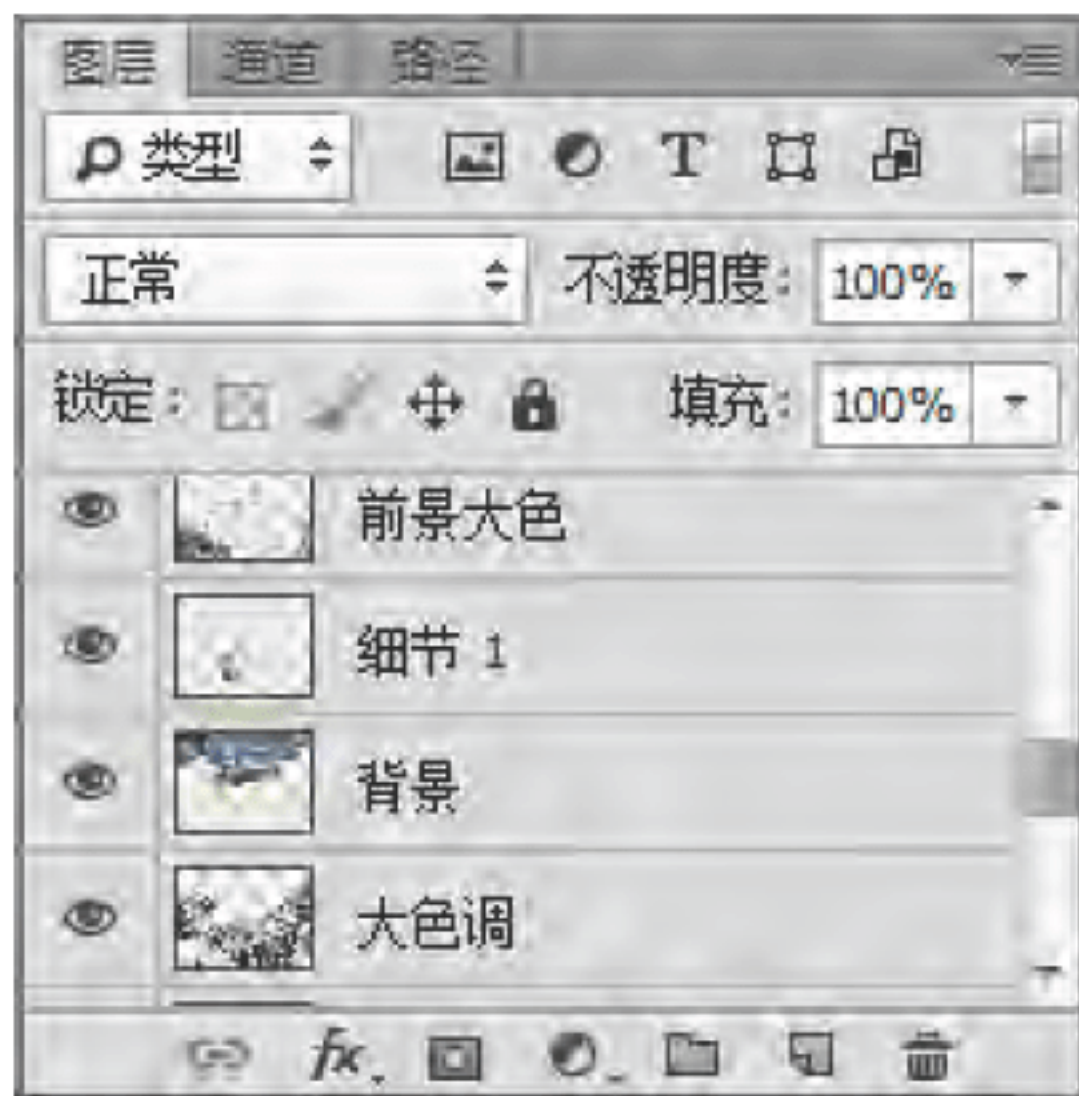 图层 通道 路径
类型 T
正常 不透明度: 100%
锁定: 填充: 100%
前景大色
细节 1
背景
大色调
fx.